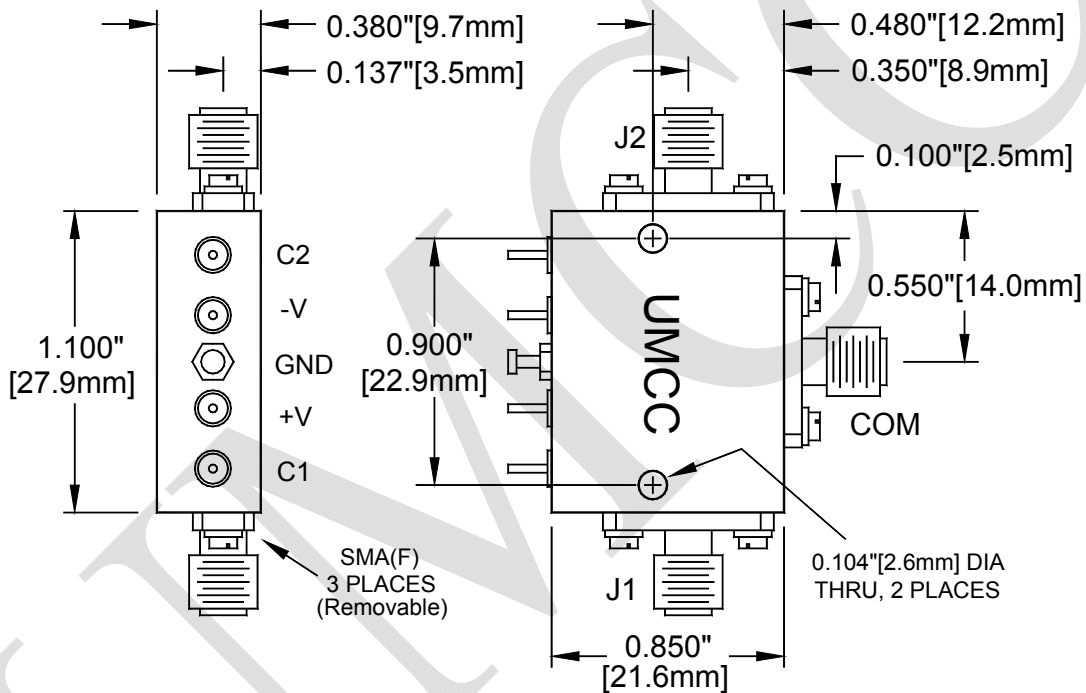 0.380"[9.7mm]
0.137"[3.5mm]
0.480"[12.2mm]
0.350"[8.9mm]
J2
0.100"[2.5mm]
C2
-V
GND
+V
C1
1.100"
[27.9mm]
0.900"
[22.9mm]
UMCC
0.550"[14.0mm]
COM
SMA(F)
3 PLACES
(Removable)
J1
0.104"[2.6mm] DIA
THRU, 2 PLACES
0.850"
[21.6mm]
UMCC